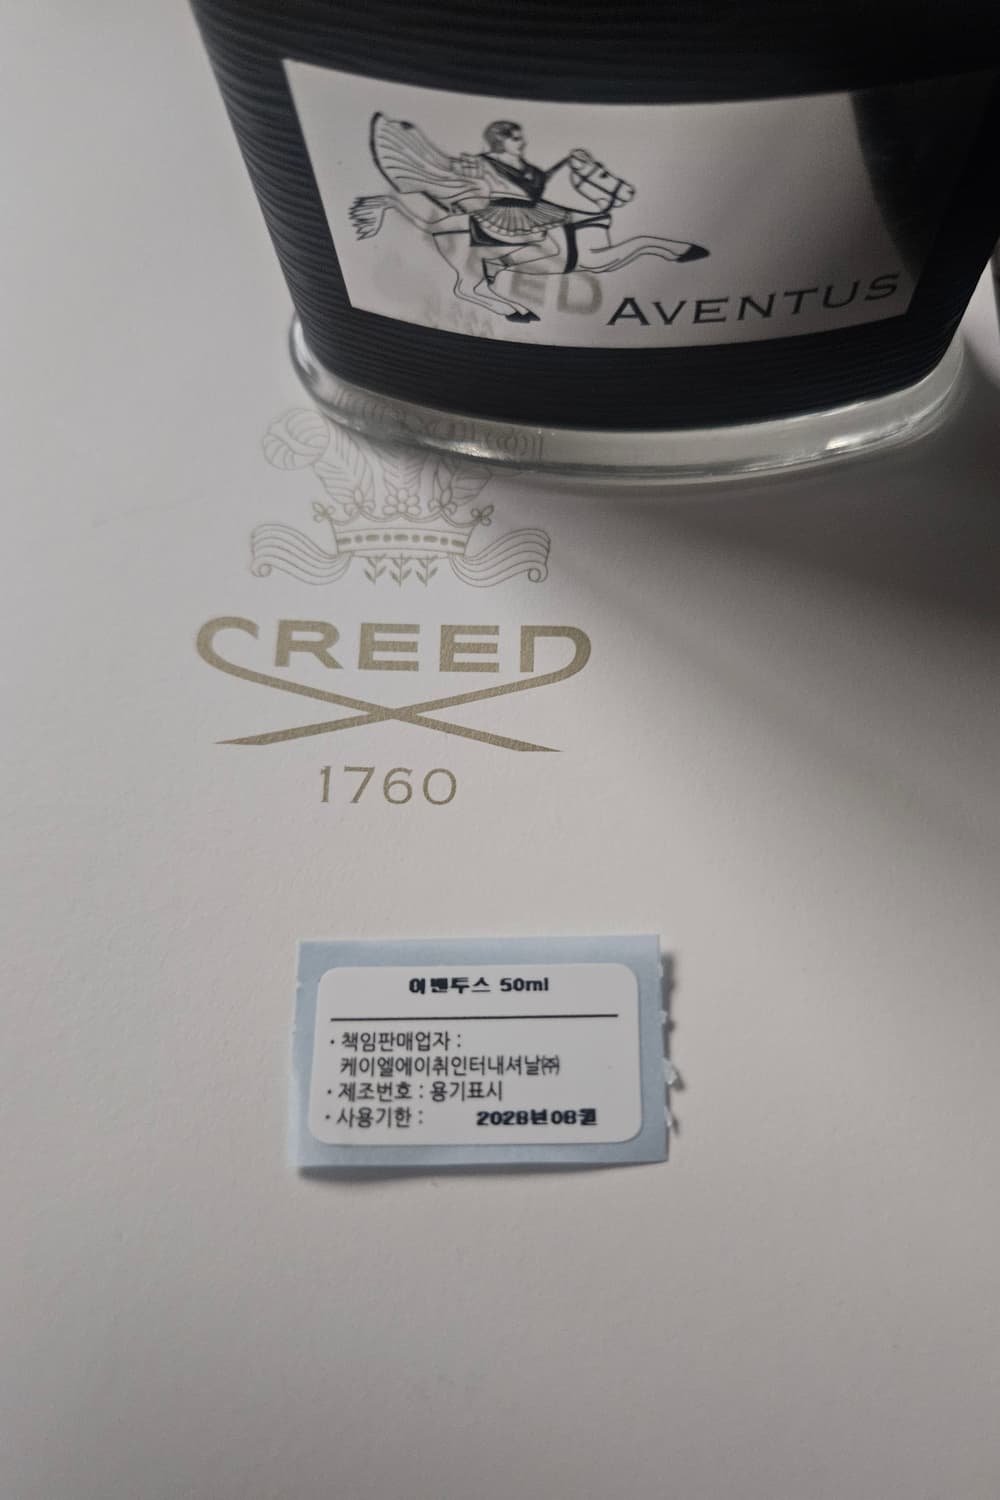 AVENTUS
CREED
1760
어벤투스 50ml
· 책임판매업자 :
케이엘에이취인터내셔날㈜
· 제조번호 : 용기표시
· 사용기한 : 2028년 08월